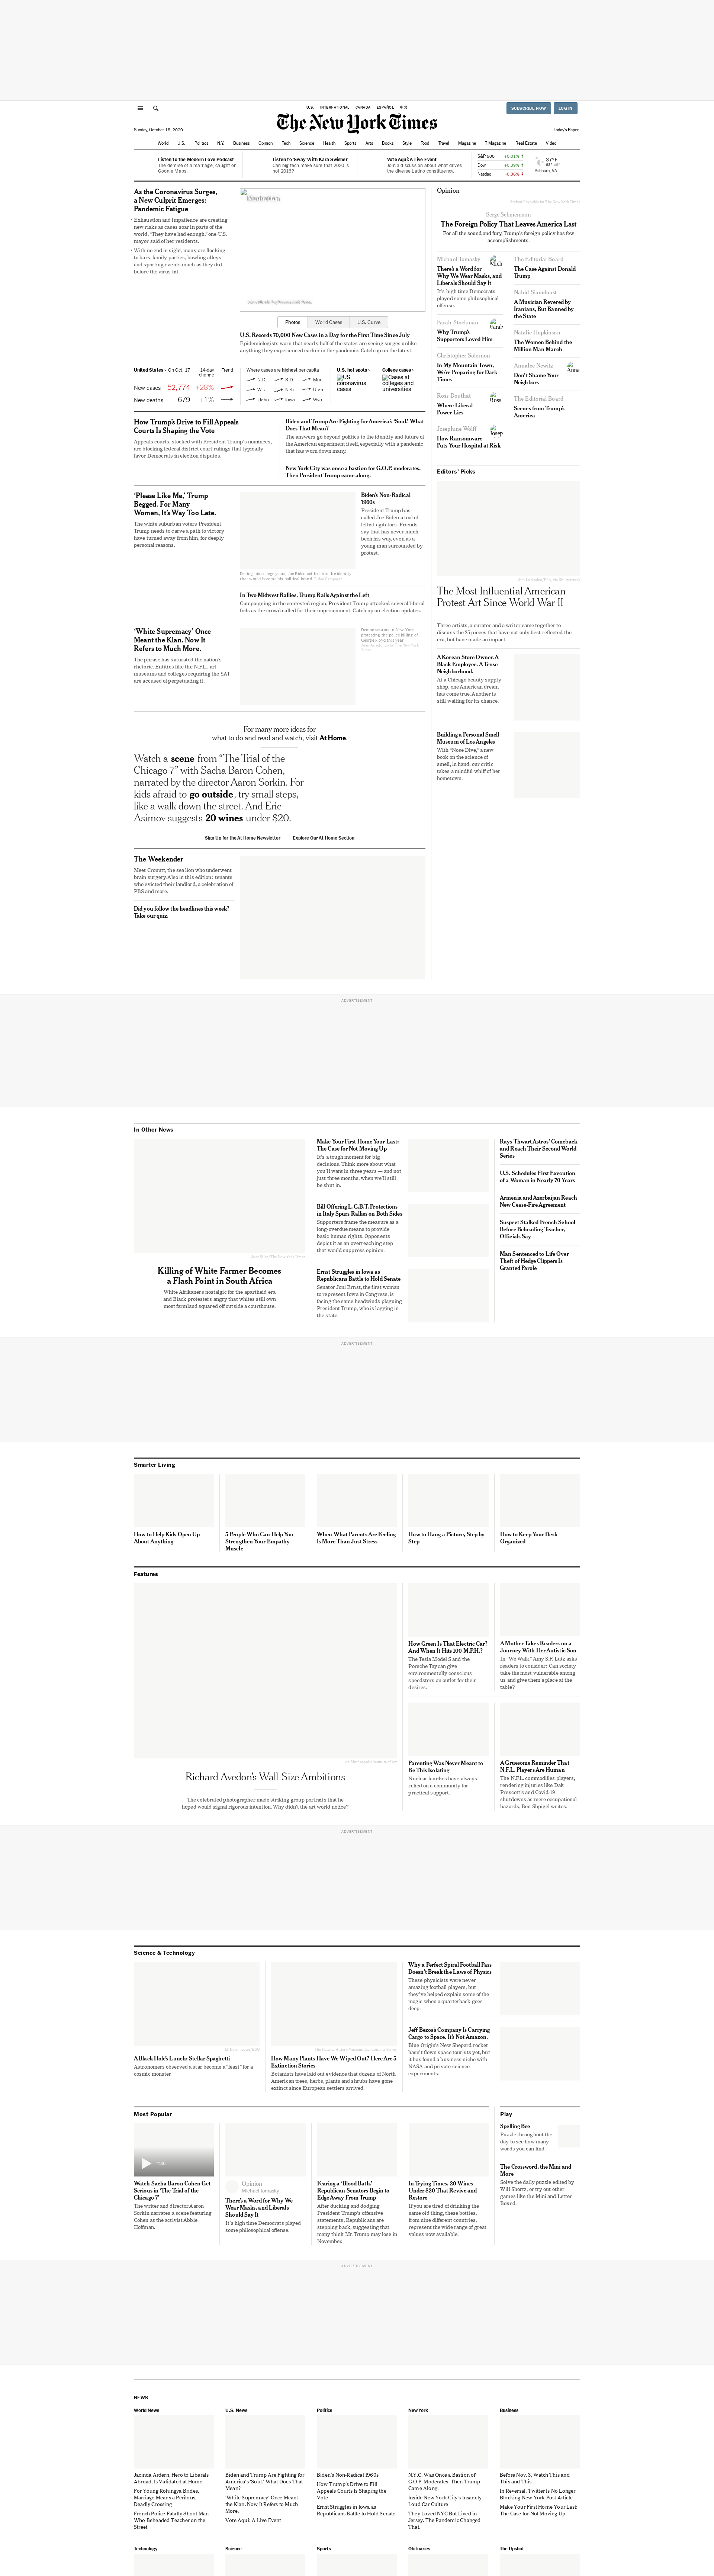 U.S. INTERNATIONAL CANADA ESPAÑOL 中文
SUBSCRIBE NOW LOG IN
The New York Times
Sunday, October 18, 2020
Today's Paper
World U.S. Politics N.Y. Business Opinion Tech Science Health Sports Arts Books Style Food Travel Magazine T Magazine Real Estate Video
Listen to the Modern Love Podcast
The demise of a marriage, caught on
Google Maps.
Listen to 'Sway' With Kara Swisher
Can big tech make sure that 2020 is
not 2016?
Vote Aquí: A Live Event
Join a discussion about what drives
the diverse Latino constituency.
S&P 500 +0.01% ↑
Dow +0.39% ↑
Nasdaq -0.36% ↓
37°F
Ashburn, VA
As the Coronavirus Surges,
a New Culprit Emerges:
Pandemic Fatigue
• Exhaustion and impatience are creating
new risks as cases soar in parts of the
world. "They have had enough," one U.S.
mayor said of her residents.
• With no end in sight, many are flocking
to bars, family parties, bowling alleys
and sporting events much as they did
before the virus hit.
John Minchillo/Associated Press
Photos World Cases U.S. Curve
U.S. Records 70,000 New Cases in a Day for the First Time Since July
Epidemiologists warn that nearly half of the states are seeing surges unlike
anything they experienced earlier in the pandemic. Catch up on the latest.
United States › On Oct. 17 14-day
change Trend
New cases 52,774 +28%
New deaths 679 +1%
Where cases are highest per capita
N.D. S.D. Mont.
Wis. Neb. Utah
Idaho Iowa Wyo.
U.S. hot spots ›
US
coronavirus
cases
College cases ›
Cases at
colleges and
universities
How Trump's Drive to Fill Appeals
Courts Is Shaping the Vote
Appeals courts, stocked with President Trump's nominees,
are blocking federal district court rulings that typically
favor Democrats in election disputes.
Biden and Trump Are Fighting for America's 'Soul.' What
Does That Mean?
The answers go beyond politics to the identity and future of
the American experiment itself, especially with a pandemic
that has worn down many.
New York City was once a bastion for G.O.P. moderates.
Then President Trump came along.
'Please Like Me,' Trump
Begged. For Many
Women, It's Way Too Late.
The white suburban voters President
Trump needs to carve a path to victory
have turned away from him, for deeply
personal reasons.
During his college years, Joe Biden settled into the identity
that would become his political brand.
Biden's Non-Radical
1960s
President Trump has
called Joe Biden a tool of
leftist agitators. Friends
say that has never much
been his way, even as a
young man surrounded by
protest.
In Two Midwest Rallies, Trump Rails Against the Left
Campaigning in the contested region, President Trump attacked several liberal
foils as the crowd called for their imprisonment. Catch up on election updates.
'White Supremacy' Once
Meant the Klan. Now It
Refers to Much More.
The phrase has saturated the nation's
rhetoric. Entities like the N.F.L., art
museums and colleges requiring the SAT
are accused of perpetuating it.
Demonstrators in New York
protesting the police killing of
George Floyd this year.
For many more ideas for
what to do and read and watch, visit At Home.
Watch a scene from "The Trial of the
Chicago 7" with Sacha Baron Cohen,
narrated by the director Aaron Sorkin. For
kids afraid to go outside, try small steps,
like a walk down the street. And Eric
Asimov suggests 20 wines under $20.
Sign Up for the At Home Newsletter Explore Our At Home Section
The Weekender
Meet Cronutt, the sea lion who underwent
brain surgery. Also in this edition: tenants
who evicted their landlord, a celebration of
PBS and more.
Did you follow the headlines this week?
Take our quiz.
Opinion
Serge Schmemann
The Foreign Policy That Leaves America Last
For all the sound and fury, Trump's foreign policy has few
accomplishments.
Michael Tomasky
There's a Word for
Why We Wear Masks, and
Liberals Should Say It
It's high time Democrats
played some philosophical
offense.
Farah Stockman
Why Trump's
Supporters Loved Him
Christopher Solomon
In My Mountain Town,
We're Preparing for Dark
Times
Ross Douthat
Where Liberal
Power Lies
Josephine Wolff
How Ransomware
Puts Your Hospital at Risk
The Editorial Board
The Case Against Donald
Trump
Nahid Siamdoust
A Musician Revered by
Iranians, But Banned by
the State
Natalie Hopkinson
The Women Behind the
Million Man March
Annalee Newitz
Don't Shame Your
Neighbors
The Editorial Board
Scenes from Trump's
America
Editors' Picks
The Most Influential American
Protest Art Since World War II
Three artists, a curator and a writer came together to
discuss the 25 pieces that have not only best reflected the
era, but have made an impact.
A Korean Store Owner. A
Black Employee. A Tense
Neighborhood.
At a Chicago beauty supply
shop, one American dream
has come true. Another is
still waiting for its chance.
Building a Personal Smell
Museum of Los Angeles
With "Nose Dive," a new
book on the science of
smell, in hand, our critic
takes a mindful whiff of her
hometown.
ADVERTISEMENT
In Other News
Killing of White Farmer Becomes
a Flash Point in South Africa
White Afrikaners nostalgic for the apartheid era
and Black protesters angry that whites still own
most farmland squared off outside a courthouse.
Make Your First Home Your Last:
The Case for Not Moving Up
It's a tough moment for big
decisions. Think more about what
you'll want in three years — and not
just three months, when we'll still
be shut in.
Bill Offering L.G.B.T. Protections
in Italy Spurs Rallies on Both Sides
Supporters frame the measure as a
long-overdue means to provide
basic human rights. Opponents
depict it as an overreaching step
that would suppress opinion.
Ernst Struggles in Iowa as
Republicans Battle to Hold Senate
Senator Joni Ernst, the first woman
to represent Iowa in Congress, is
facing the same headwinds plaguing
President Trump, who is lagging in
the state.
Rays Thwart Astros' Comeback
and Reach Their Second World
Series
U.S. Schedules First Execution
of a Woman in Nearly 70 Years
Armenia and Azerbaijan Reach
New Cease-Fire Agreement
Suspect Stalked French School
Before Beheading Teacher,
Officials Say
Man Sentenced to Life Over
Theft of Hedge Clippers Is
Granted Parole
ADVERTISEMENT
Smarter Living
How to Help Kids Open Up
About Anything
5 People Who Can Help You
Strengthen Your Empathy
Muscle
When What Parents Are Feeling
Is More Than Just Stress
How to Hang a Picture, Step by
Step
How to Keep Your Desk
Organized
Features
Richard Avedon's Wall-Size Ambitions
The celebrated photographer made striking group portraits that he
hoped would signal rigorous intention. Why didn't the art world notice?
How Green Is That Electric Car?
And When It Hits 100 M.P.H.?
The Tesla Model S and the
Porsche Taycan give
environmentally conscious
speedsters an outlet for their
desires.
A Mother Takes Readers on a
Journey With Her Autistic Son
In "We Walk," Amy S.F. Lutz asks
readers to consider: Can society
take the most vulnerable among
us and give them a place at the
table?
Parenting Was Never Meant to
Be This Isolating
Nuclear families have always
relied on a community for
practical support.
A Gruesome Reminder That
N.F.L. Players Are Human
The N.F.L. commodifies players,
rendering injuries like Dak
Prescott's and Covid-19
shutdowns as mere occupational
hazards, Ben Shpigel writes.
ADVERTISEMENT
Science & Technology
A Black Hole's Lunch: Stellar Spaghetti
Astronomers observed a star become a "feast" for a
cosmic monster.
How Many Plants Have We Wiped Out? Here Are 5
Extinction Stories
Botanists have laid out evidence that dozens of North
American trees, herbs, plants and shrubs have gone
extinct since European settlers arrived.
Why a Perfect Spiral Football Pass
Doesn't Break the Laws of Physics
These physicists were never
amazing football players, but
they've helped explain some of the
magic when a quarterback goes
deep.
Jeff Bezos's Company Is Carrying
Cargo to Space. It's Not Amazon.
Blue Origin's New Shepard rocket
hasn't flown space tourists yet, but
it has found a business niche with
NASA and private science
experiments.
Most Popular
Watch Sacha Baron Cohen Get
Serious in 'The Trial of the
Chicago 7'
The writer and director Aaron
Sorkin narrates a scene featuring
Cohen as the activist Abbie
Hoffman.
Opinion
Michael Tomasky
There's a Word for Why We
Wear Masks, and Liberals
Should Say It
It's high time Democrats played
some philosophical offense.
Fearing a 'Blood Bath,'
Republican Senators Begin to
Edge Away From Trump
After ducking and dodging
President Trump's offensive
statements, Republicans are
stepping back, suggesting that
many think Mr. Trump may lose in
November.
In Trying Times, 20 Wines
Under $20 That Revive and
Restore
If you are tired of drinking the
same old thing, these bottles,
from nine different countries,
represent the wide range of great
values now available.
Play
Spelling Bee
Puzzle throughout the
day to see how many
words you can find.
The Crossword, the Mini and
More
Solve the daily puzzle edited by
Will Shortz, or try out other
games like the Mini and Letter
Boxed.
ADVERTISEMENT
NEWS
World News
Jacinda Ardern, Hero to Liberals
Abroad, Is Validated at Home
For Young Rohingya Brides,
Marriage Means a Perilous,
Deadly Crossing
French Police Fatally Shoot Man
Who Beheaded Teacher on the
Street
U.S. News
Biden and Trump Are Fighting for
America's 'Soul.' What Does That
Mean?
'White Supremacy' Once Meant
the Klan. Now It Refers to Much
More.
Vote Aquí: A Live Event
Politics
Biden's Non-Radical 1960s
How Trump's Drive to Fill
Appeals Courts Is Shaping the
Vote
Ernst Struggles in Iowa as
Republicans Battle to Hold Senate
New York
N.Y.C. Was Once a Bastion of
G.O.P. Moderates. Then Trump
Came Along.
Inside New York City's Insanely
Loud Car Culture
They Loved NYC But Lived in
Jersey. The Pandemic Changed
That.
Business
Before Nov. 3, Watch This and
This and This
In Reversal, Twitter Is No Longer
Blocking New York Post Article
Make Your First Home Your Last:
The Case for Not Moving Up
Technology Science Sports Obituaries The Upshot